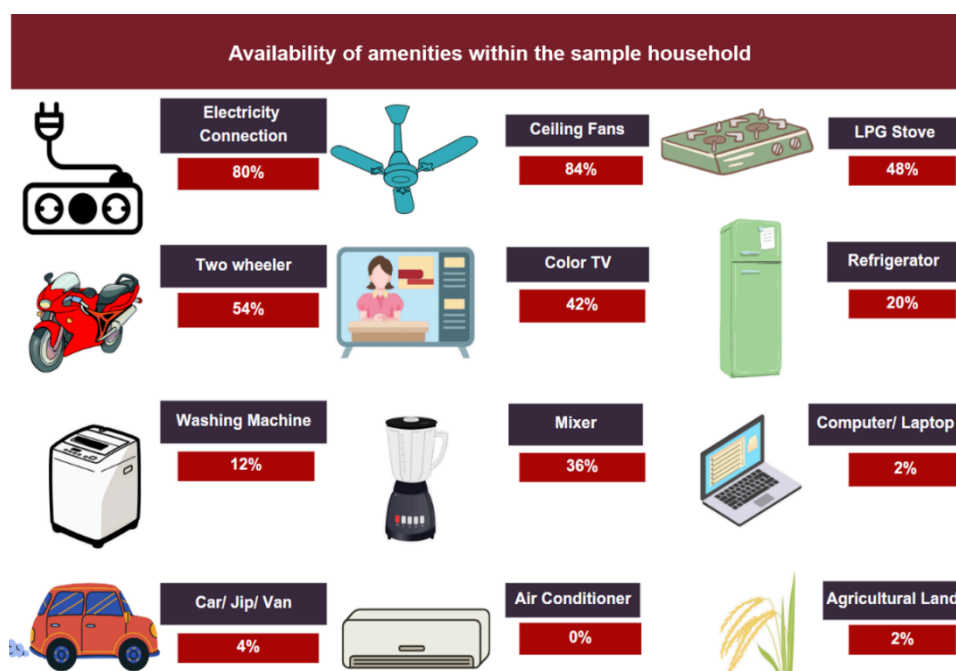 Availability of amenities within the sample household
Electricity
Connection
80%
Ceiling Fans
84%
LPG Stove
48%
Two wheeler
54%
Color TV
42%
Refrigerator
20%
Washing Machine
12%
Mixer
36%
Computer/ Laptop
2%
Car/ Jip/ Van
4%
Air Conditioner
0%
Agricultural Land
2%